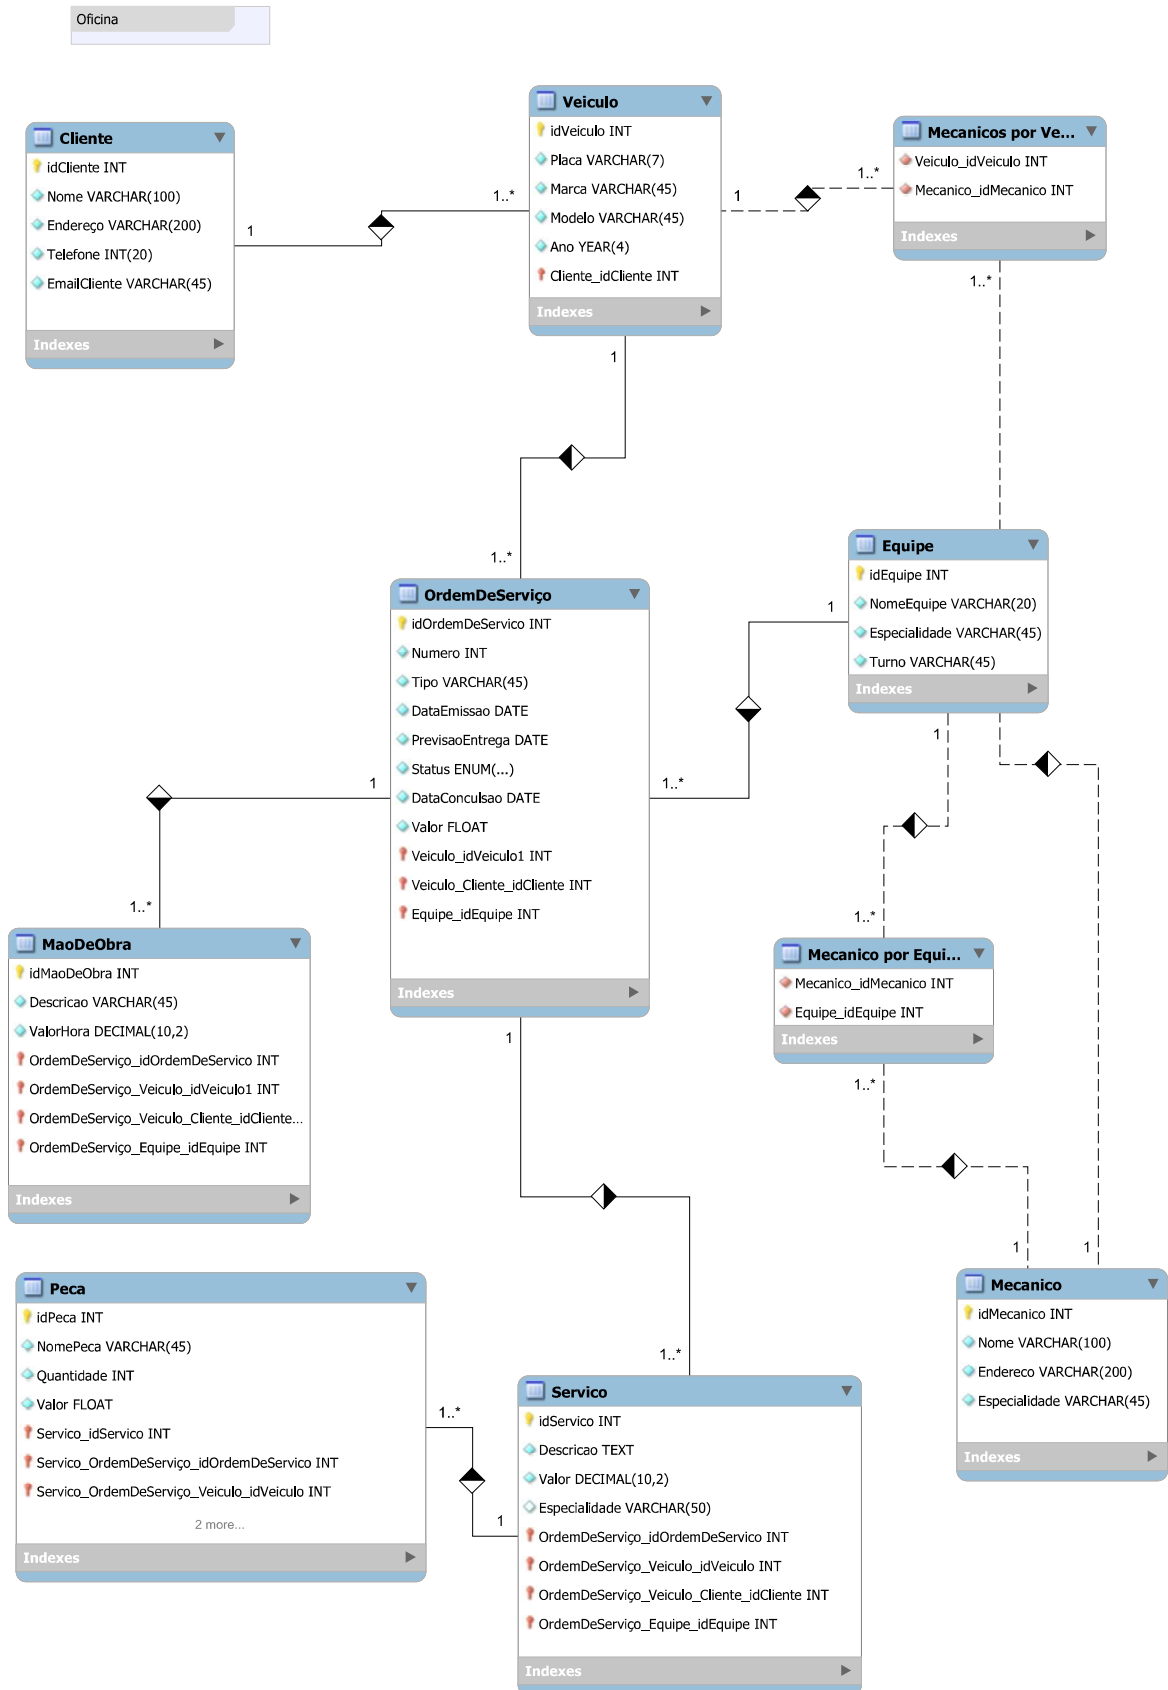 Oficina
Cliente
idCliente INT
Nome VARCHAR(100)
Endereço VARCHAR(200)
Telefone INT(20)
EmailCliente VARCHAR(45)
Indexes
1
1..*
Veiculo
idVeiculo INT
Placa VARCHAR(7)
Marca VARCHAR(45)
Modelo VARCHAR(45)
Ano YEAR(4)
Cliente_idCliente INT
Indexes
1
1..*
Mecanicos por Ve...
Veiculo_idVeiculo INT
Mecanico_idMecanico INT
Indexes
1..*
1
1..*
OrdemDeServiço
idOrdemDeServico INT
Numero INT
Tipo VARCHAR(45)
DataEmissao DATE
PrevisaoEntrega DATE
Status ENUM(...)
DataConculsao DATE
Valor FLOAT
Veiculo_idVeiculo1 INT
Veiculo_Cliente_idCliente INT
Equipe_idEquipe INT
Indexes
1
1..*
Equipe
idEquipe INT
NomeEquipe VARCHAR(20)
Especialidade VARCHAR(45)
Turno VARCHAR(45)
Indexes
1
1
1..*
MaoDeObra
idMaoDeObra INT
Descricao VARCHAR(45)
ValorHora DECIMAL(10,2)
OrdemDeServiço_idOrdemDeServico INT
OrdemDeServiço_Veiculo_idVeiculo1 INT
OrdemDeServiço_Veiculo_Cliente_idCliente...
OrdemDeServiço_Equipe_idEquipe INT
Indexes
1..*
Mecanico por Equi...
Mecanico_idMecanico INT
Equipe_idEquipe INT
Indexes
1..*
1
1
1
1..*
Mecanico
idMecanico INT
Nome VARCHAR(100)
Endereco VARCHAR(200)
Especialidade VARCHAR(45)
Indexes
Peca
idPeca INT
NomePeca VARCHAR(45)
Quantidade INT
Valor FLOAT
Servico_idServico INT
Servico_OrdemDeServiço_idOrdemDeServico INT
Servico_OrdemDeServiço_Veiculo_idVeiculo INT
2 more...
Indexes
1..*
1
Servico
idServico INT
Descricao TEXT
Valor DECIMAL(10,2)
Especialidade VARCHAR(50)
OrdemDeServiço_idOrdemDeServico INT
OrdemDeServiço_Veiculo_idVeiculo INT
OrdemDeServiço_Veiculo_Cliente_idCliente INT
OrdemDeServiço_Equipe_idEquipe INT
Indexes